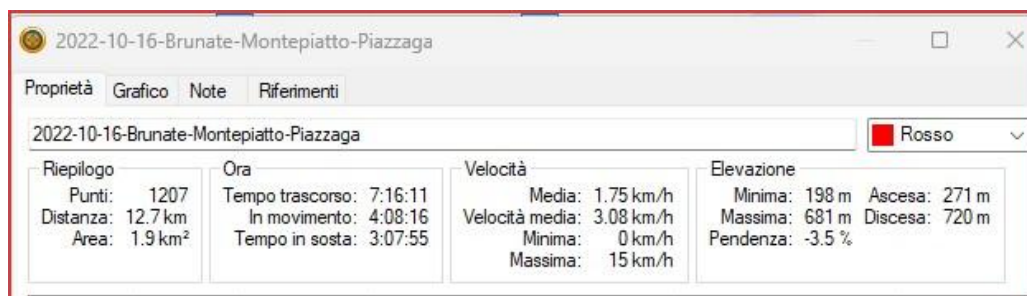 2022-10-16-Brunate-Montepiatto-Piazzaga
Proprietà Grafico Note Riferimenti
2022-10-16-Brunate-Montepiatto-Piazzaga Rosso
Riepilogo Ora Velocità Elevazione
Punti: 1207 Tempo trascorso: 7:16:11 Media: 1.75 km/h Minima: 198 m Ascesa: 271 m
Distanza: 12.7 km In movimento: 4:08:16 Velocità media: 3.08 km/h Massima: 681 m Discesa: 720 m
Area: 1.9 km² Tempo in sosta: 3:07:55 Minima: 0 km/h Pendenza: -3.5 %
Massima: 15 km/h